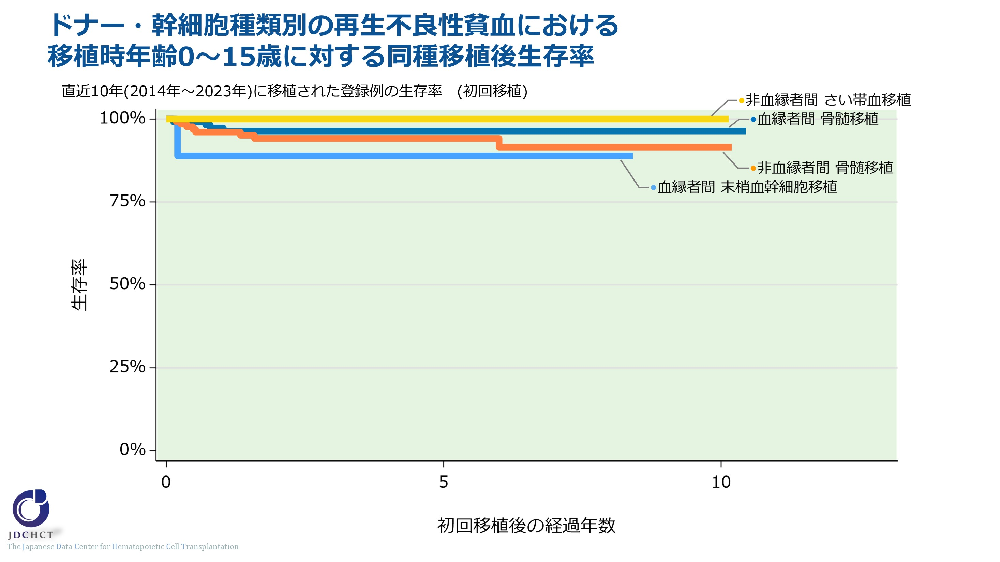 ドナー・幹細胞種類別の再生不良性貧血における
移植時年齢0～15歳に対する同種移植後生存率
直近10年(2014年～2023年)に移植された登録例の生存率　(初回移植)
非血縁者間 さい帯血移植
血縁者間 骨髄移植
非血縁者間 骨髄移植
血縁者間 末梢血幹細胞移植
100%
75%
50%
25%
0%
生存率
0
5
10
初回移植後の経過年数
JDCHCT
The Japanese Data Center for Hematopoietic Cell Transplantation